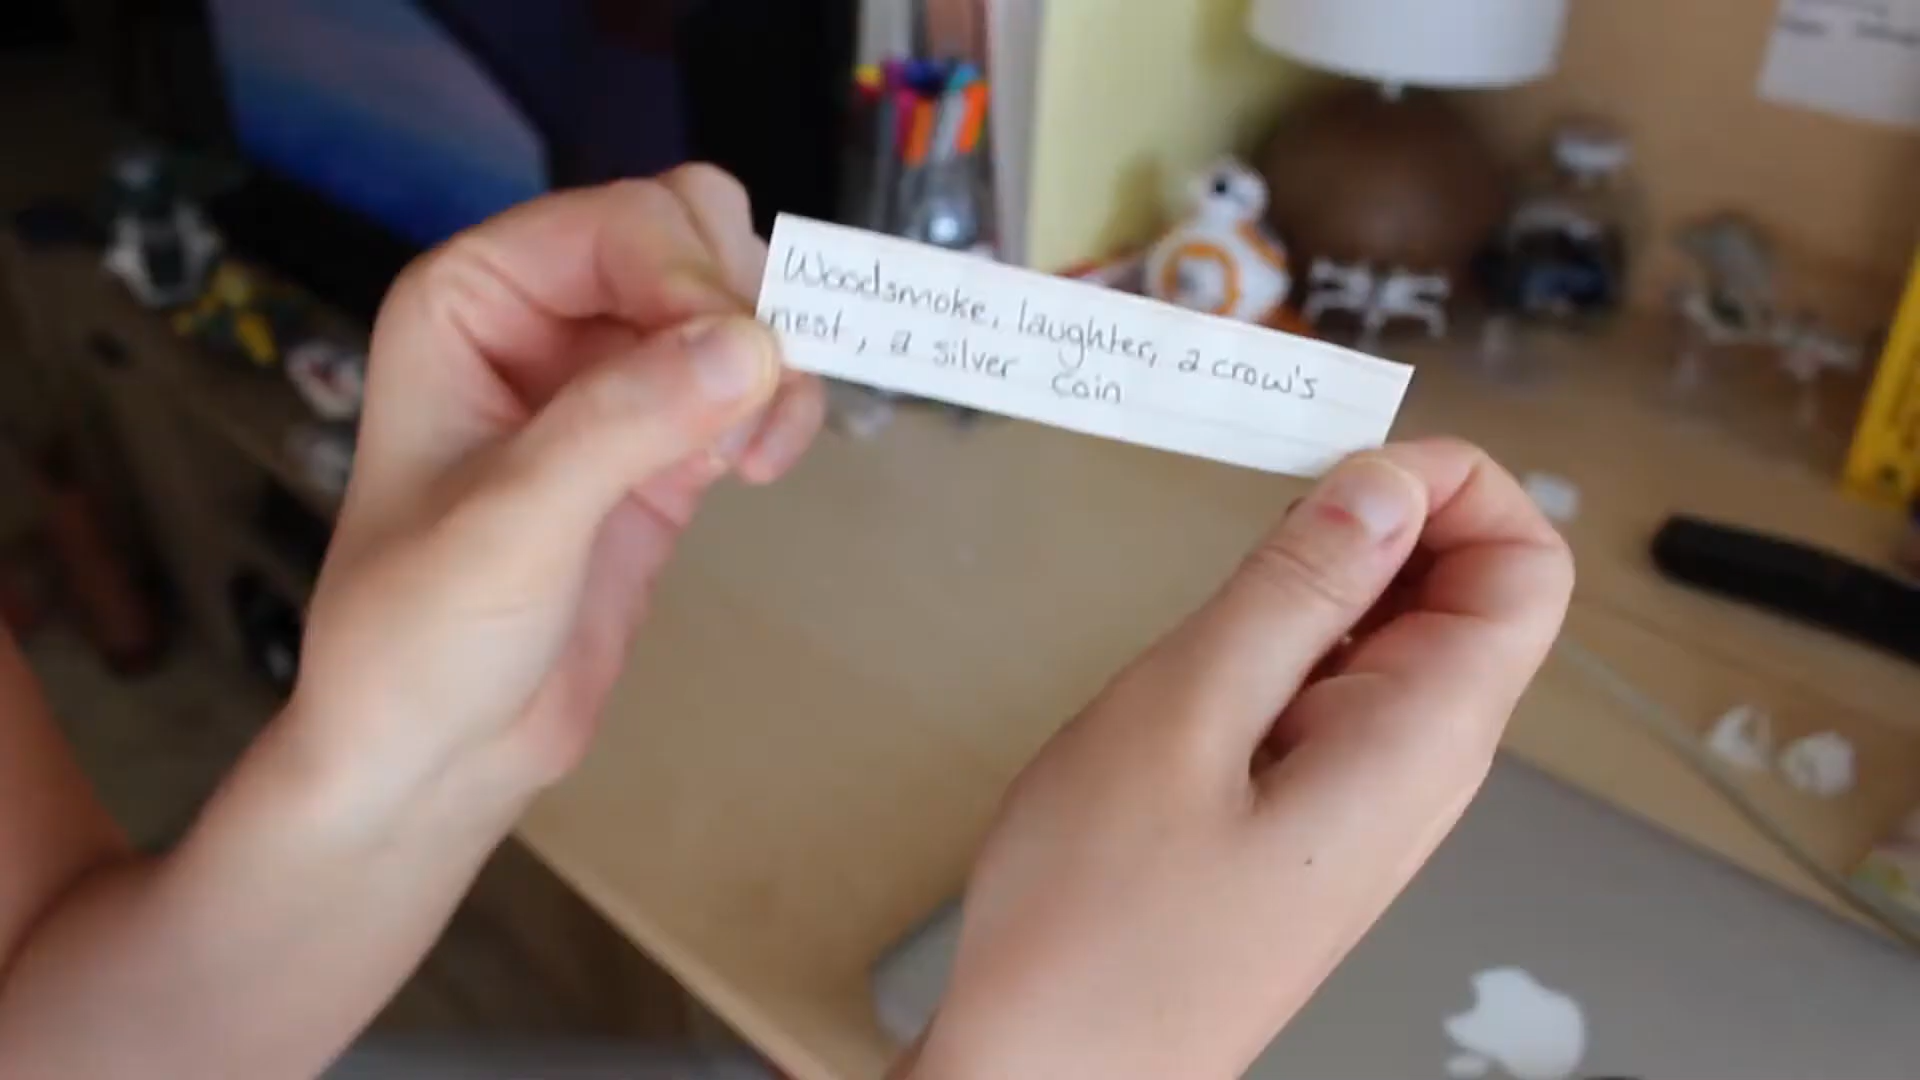 Woodsmoke, laughter, a crow's
nest, a silver coin